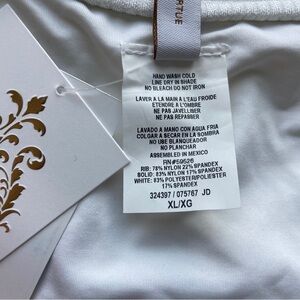 HAND WASH COLD
LINE DRY IN SHADE
NO BLEACH DO NOT IRON
LAVER A LA MAIN A L'EAU FROIDE
ETENDRE A L'OMBRE
NE PAS JAVELLISER
NE PAS REPASSER
LAVADO A MANO CON AGUA FRIA
COLGAR A SECAR EN LA SOMBRA
NO USE BLANQUEADOR
NO PLANCHAR
ASSEMBLED IN MEXICO
RN#59526
RIB: 78% NYLON 22% SPANDEX
SOLID: 83% NYLON 17% SPANDEX
WHITE: 83% POLYESTER/POLIESTER
17% SPANDEX
324397 / 075767 JD
XL/XG